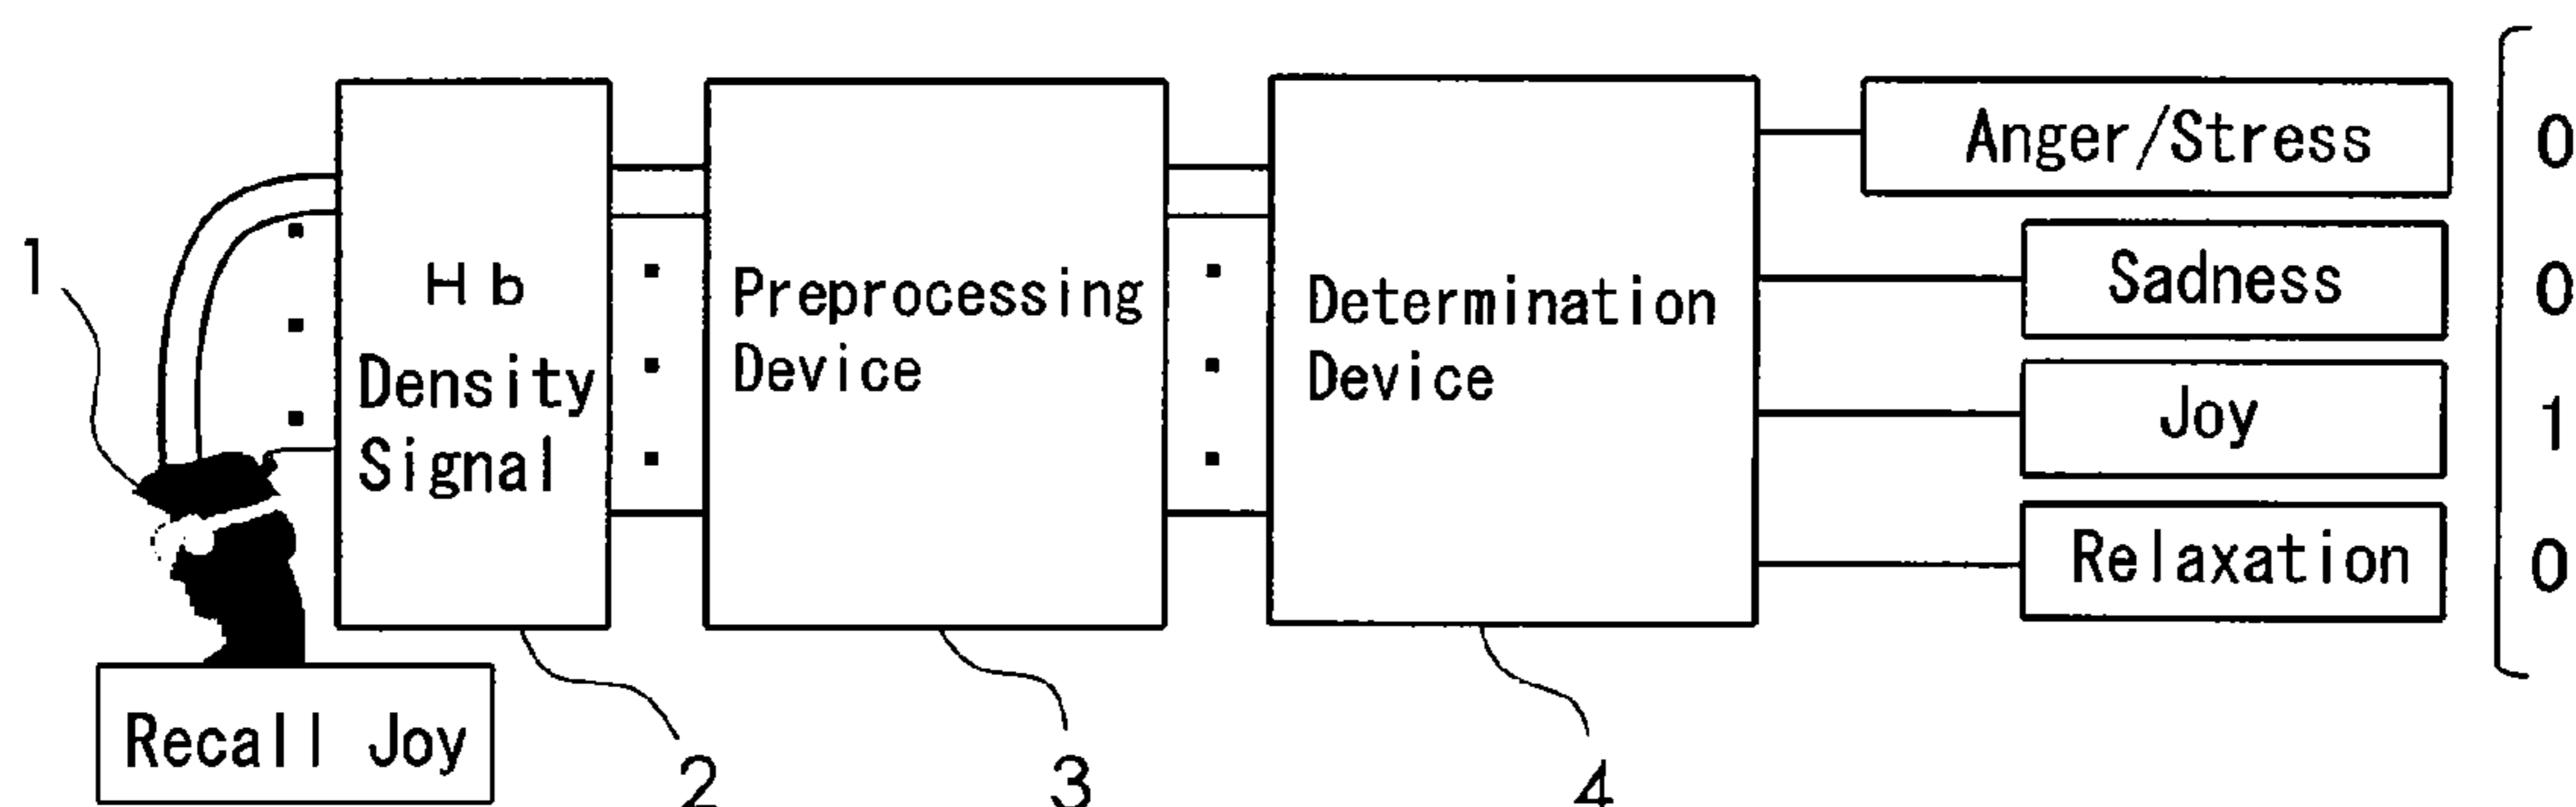 Anger/Stress 0
1
Hb
Density
Signal
Preprocessing
Device
Determination
Device
Sadness 0
Joy 1
Relaxation 0
Recall Joy
2
3
4